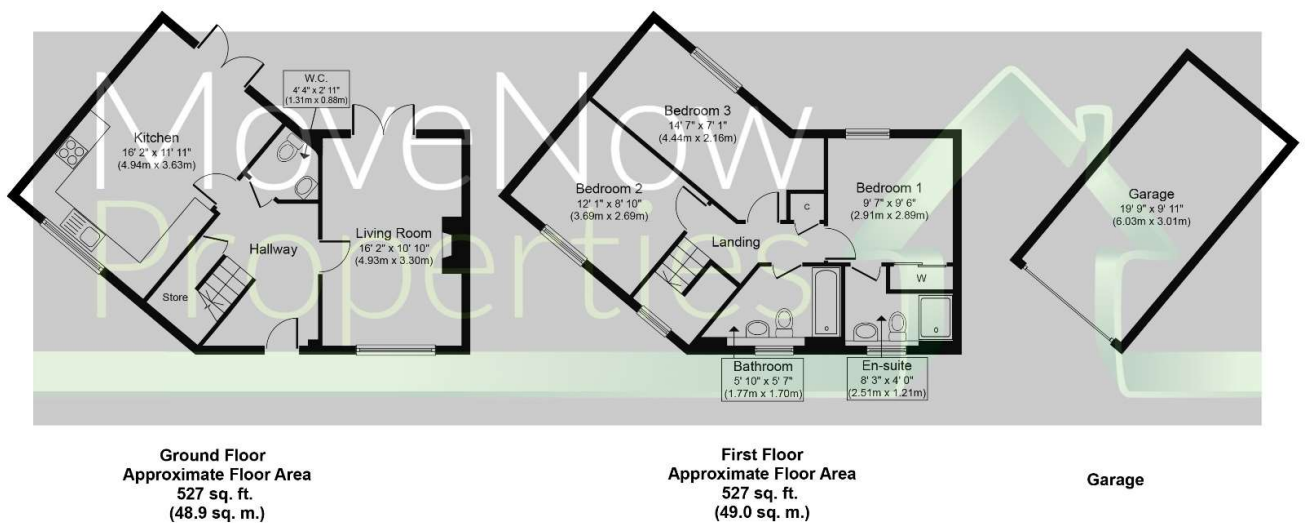 MoveNow
Properties
W.C.
4' 4" x 2' 11"
(1.31m x 0.88m)
Kitchen
16' 2" x 11' 11"
(4.94m x 3.63m)
Hallway
Living Room
16' 2" x 10' 10"
(4.93m x 3.30m)
Store
Bedroom 3
14' 7" x 7' 1"
(4.44m x 2.16m)
Bedroom 2
12' 1" x 8' 10"
(3.69m x 2.69m)
Bedroom 1
9' 7" x 9' 6"
(2.91m x 2.89m)
C
Landing
W
Bathroom
5' 10" x 5' 7"
(1.77m x 1.70m)
En-suite
8' 3" x 4' 0"
(2.51m x 1.21m)
Garage
19' 9" x 9' 11"
(6.03m x 3.01m)
Ground Floor
Approximate Floor Area
527 sq. ft.
(48.9 sq. m.)
First Floor
Approximate Floor Area
527 sq. ft.
(49.0 sq. m.)
Garage